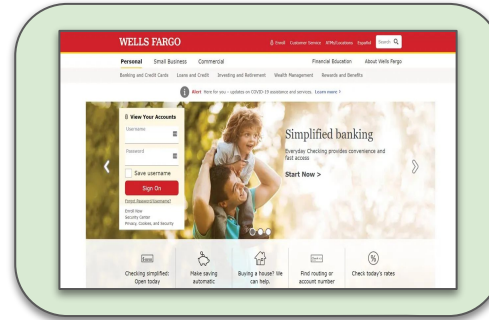 WELLS FARGO
Enroll Customer Service ATMs/Locations Español Search
Personal Small Business Commercial Financial Education About Wells Fargo
Banking and Credit Cards Loans and Credit Investing and Retirement Wealth Management Rewards and Benefits
Alert Here for you – updates on COVID-19 assistance and services. Learn more >
View Your Accounts
Username
Password
Save username
Sign On
Forgot Password/Username?
Enroll Now
Security Center
Privacy, Cookies, and Security
Simplified banking
Everyday Checking provides convenience and
fast access
Start Now >
Checking simplified:
Open today
Make saving
automatic
Buying a house? We
can help.
Find routing or
account number
Check today's rates